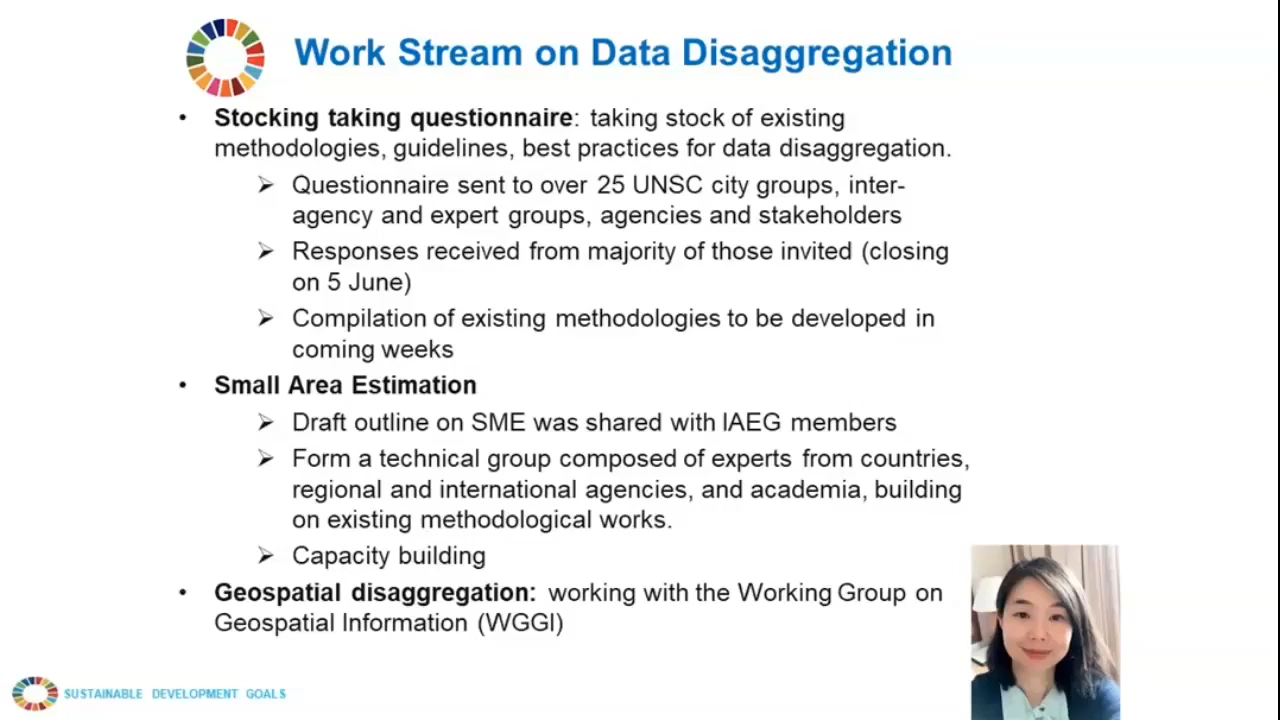 Work Stream on Data Disaggregation
• Stocking taking questionnaire: taking stock of existing
methodologies, guidelines, best practices for data disaggregation.
➢ Questionnaire sent to over 25 UNSC city groups, inter-
agency and expert groups, agencies and stakeholders
➢ Responses received from majority of those invited (closing
on 5 June)
➢ Compilation of existing methodologies to be developed in
coming weeks
• Small Area Estimation
➢ Draft outline on SME was shared with IAEG members
➢ Form a technical group composed of experts from countries,
regional and international agencies, and academia, building
on existing methodological works.
➢ Capacity building
• Geospatial disaggregation: working with the Working Group on
Geospatial Information (WGGI)
SUSTAINABLE DEVELOPMENT GOALS